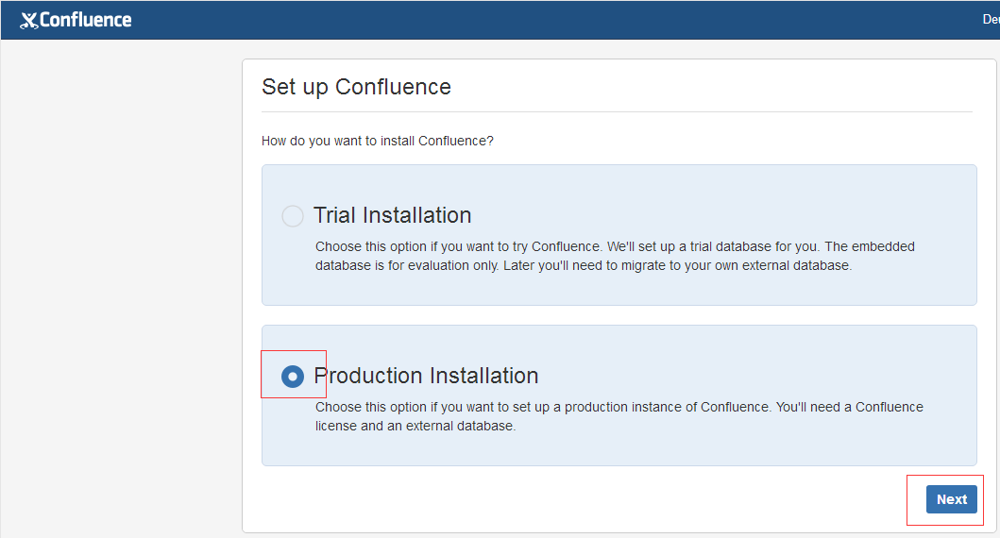 Confluence
Set up Confluence
How do you want to install Confluence?
Trial Installation
Choose this option if you want to try Confluence. We'll set up a trial database for you. The embedded
database is for evaluation only. Later you'll need to migrate to your own external database.
Production Installation
Choose this option if you want to set up a production instance of Confluence. You'll need a Confluence
license and an external database.
Next